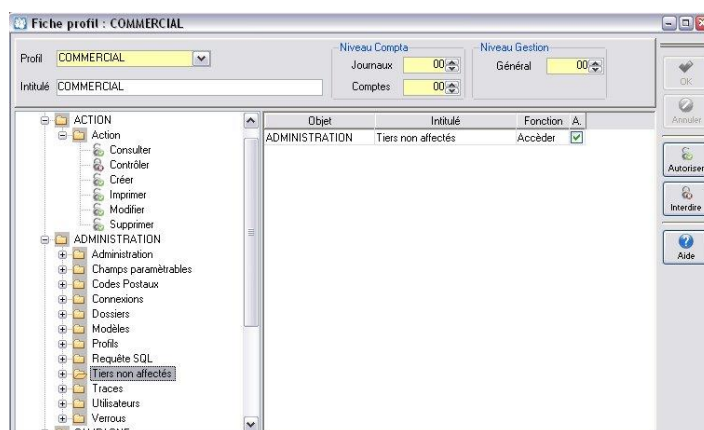 Fiche profil : COMMERCIAL
Niveau Compta
Niveau Gestion
Profil COMMERCIAL
Journaux 00
Général 00
Intitulé COMMERCIAL
Comptes 00
OK
Annuler
Autoriser
Interdire
Aide
ACTION
Action
Consulter
Contrôler
Créer
Imprimer
Modifier
Supprimer
ADMINISTRATION
Administration
Champs paramètrables
Codes Postaux
Connexions
Dossiers
Modèles
Profils
Requête SQL
Tiers non affectés
Traces
Utilisateurs
Verrous
CAMPAGNE
Objet Intitulé Fonction A.
ADMINISTRATION Tiers non affectés Accèder